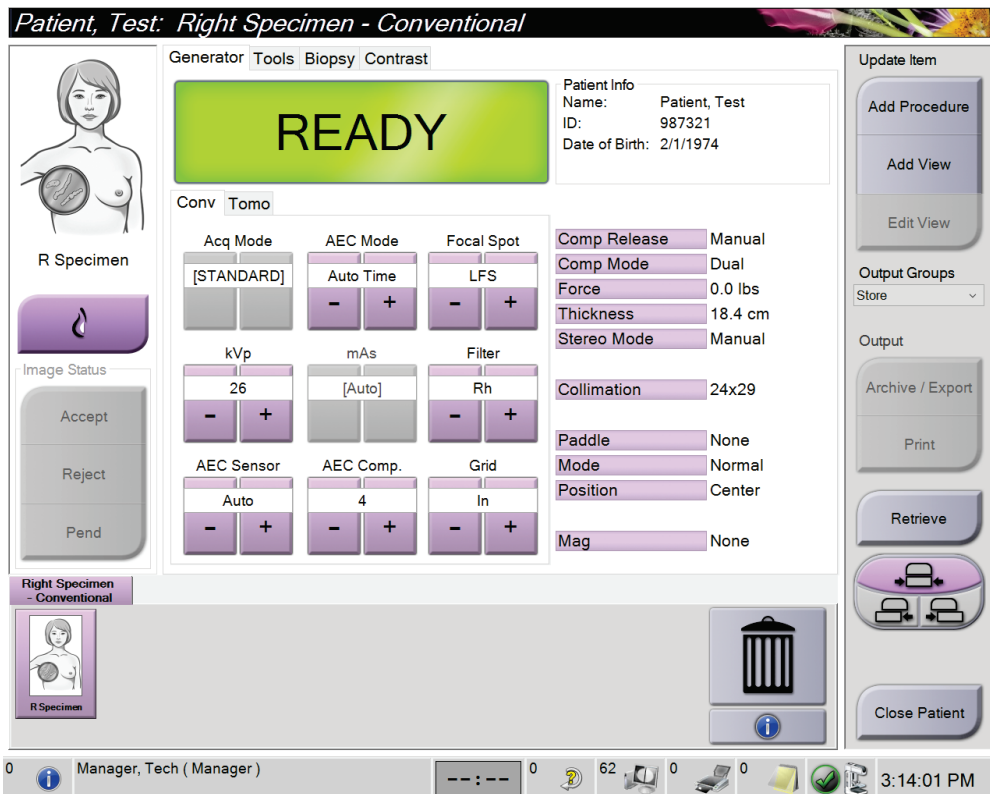 Patient, Test: Right Specimen - Conventional
Generator Tools Biopsy Contrast
READY
Patient Info
Name: Patient, Test
ID: 987321
Date of Birth: 2/1/1974
R Specimen
Image Status
Accept
Reject
Pend
Conv Tomo
Acq Mode AEC Mode Focal Spot
[STANDARD] Auto Time LFS
- + - +
kVp mAs Filter
26 [Auto] Rh
- + - +
AEC Sensor AEC Comp. Grid
Auto 4 In
- + - + - +
Comp Release Manual
Comp Mode Dual
Force 0.0 lbs
Thickness 18.4 cm
Stereo Mode Manual
Collimation 24x29
Paddle None
Mode Normal
Position Center
Mag None
Update Item
Add Procedure
Add View
Edit View
Output Groups
Store
Output
Archive / Export
Print
Retrieve
Close Patient
Right Specimen
- Conventional
R Specimen
0 Manager, Tech ( Manager ) --:-- 0 62 0 0 3:14:01 PM